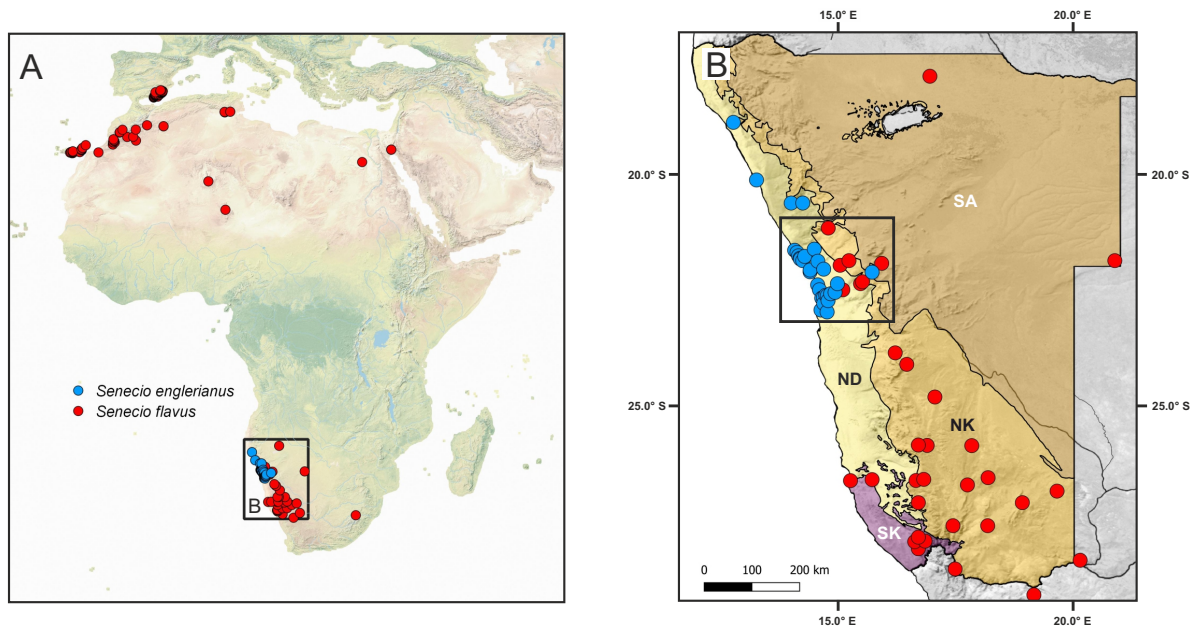 A
Senecio englerianus
Senecio flavus
B
15.0° E 20.0° E
B
20.0° S 20.0° S
SA
ND
25.0° S 25.0° S
NK
SK
0 100 200 km
15.0° E 20.0° E